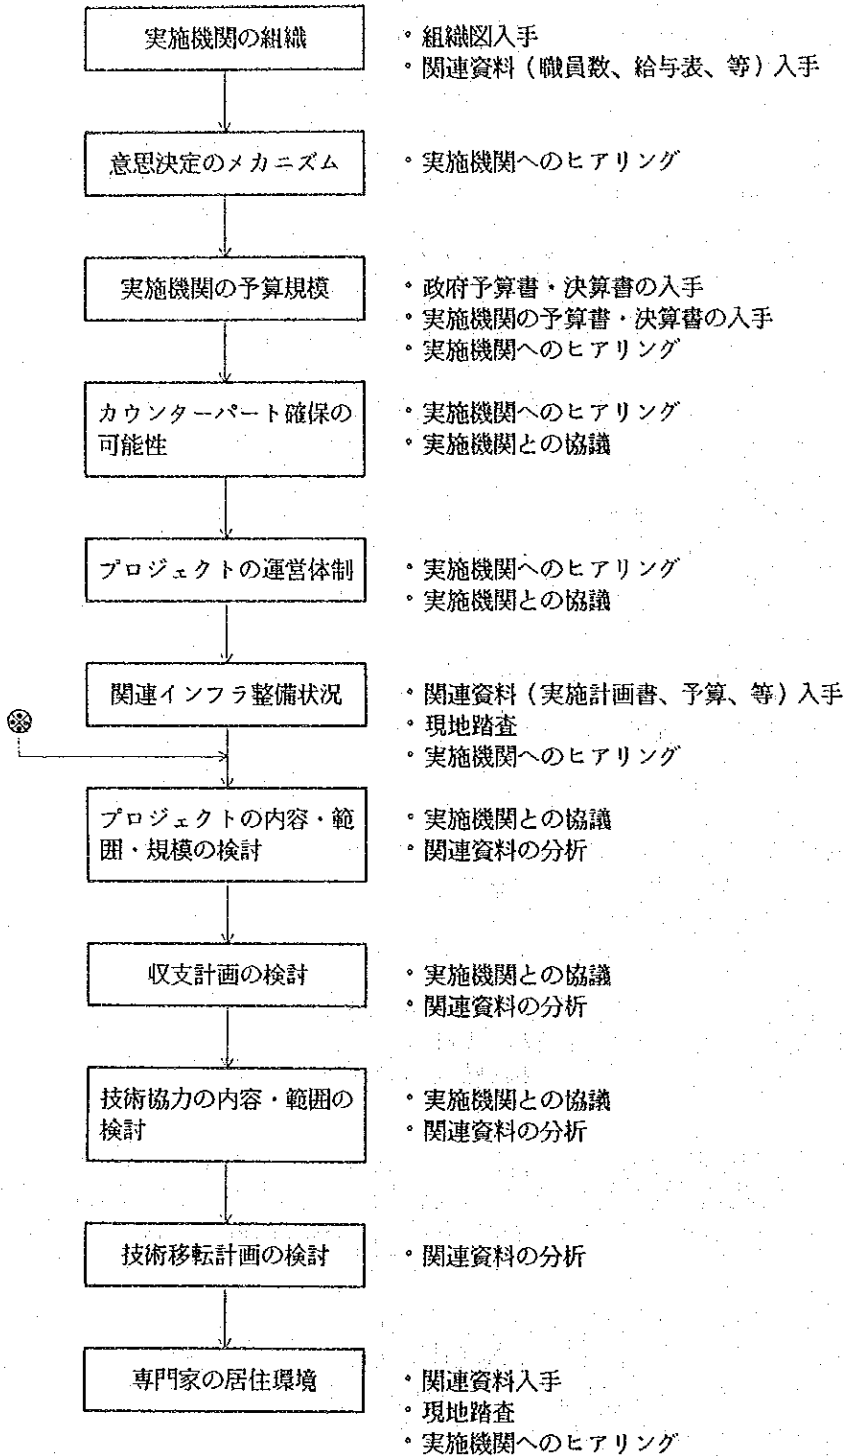 実施機関の組織
◦ 組織図入手
◦ 関連資料（職員数、給与表、等）入手
意思決定のメカニズム
◦ 実施機関へのヒアリング
実施機関の予算規模
◦ 政府予算書・決算書の入手
◦ 実施機関の予算書・決算書の入手
◦ 実施機関へのヒアリング
カウンターパート確保の
可能性
◦ 実施機関へのヒアリング
◦ 実施機関との協議
プロジェクトの運営体制
◦ 実施機関へのヒアリング
◦ 実施機関との協議
関連インフラ整備状況
◦ 関連資料（実施計画書、予算、等）入手
◦ 現地踏査
◦ 実施機関へのヒアリング
※
プロジェクトの内容・範
囲・規模の検討
◦ 実施機関との協議
◦ 関連資料の分析
収支計画の検討
◦ 実施機関との協議
◦ 関連資料の分析
技術協力の内容・範囲の
検討
◦ 実施機関との協議
◦ 関連資料の分析
技術移転計画の検討
◦ 関連資料の分析
専門家の居住環境
◦ 関連資料入手
◦ 現地踏査
◦ 実施機関へのヒアリング